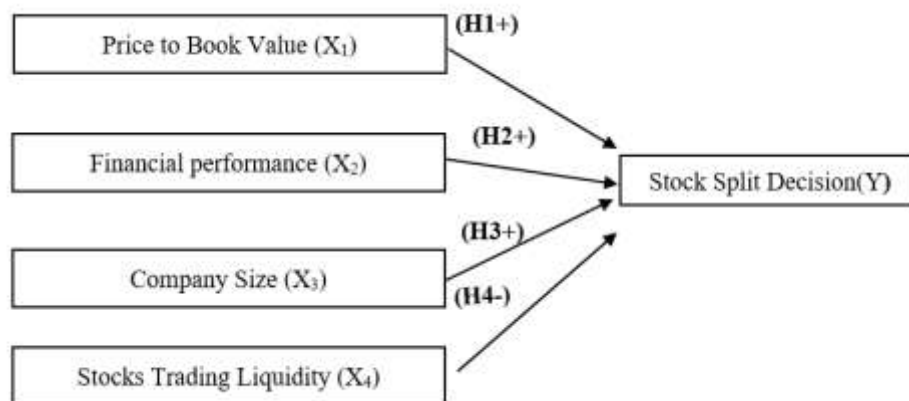 (H1+)
Price to Book Value (X₁)
(H2+)
Financial performance (X₂)
Stock Split Decision(Y)
(H3+)
Company Size (X₃)
(H4-)
Stocks Trading Liquidity (X₄)